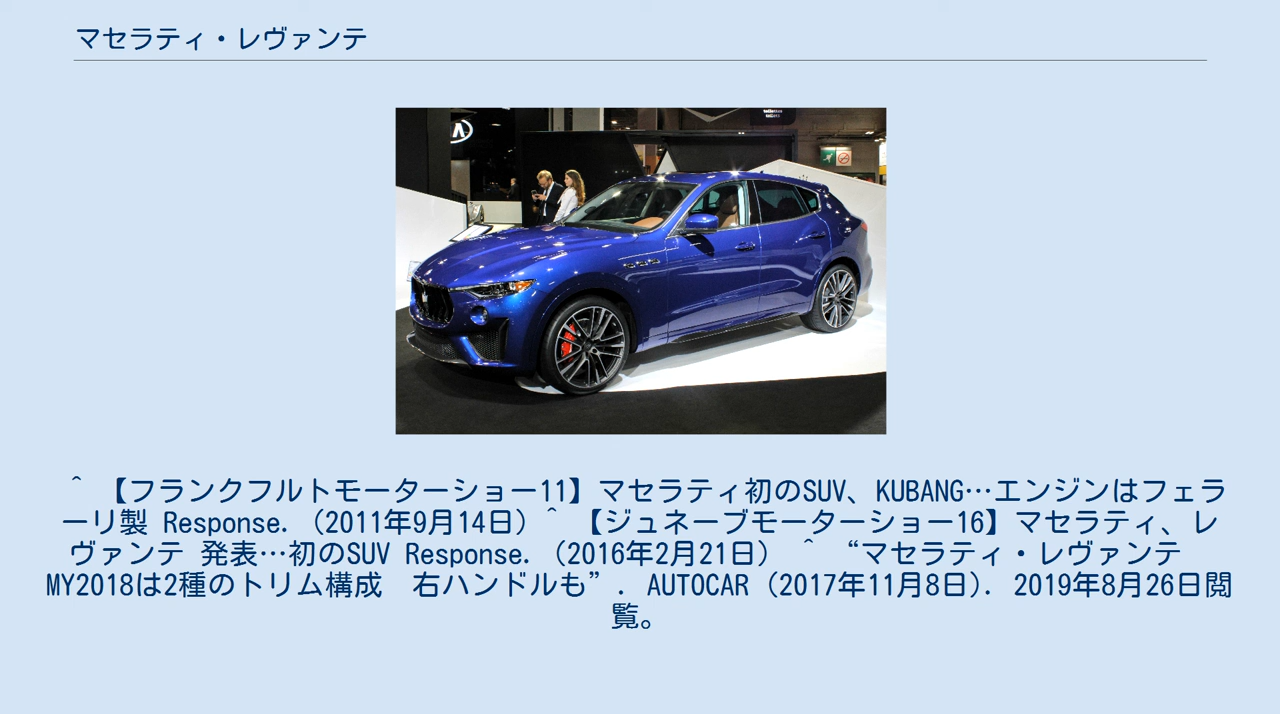 マセラティ・レヴァンテ
^ 【フランクフルトモーターショー11】マセラティ初のSUV、KUBANG…エンジンはフェラ
ーリ製 Response. (2011年9月14日) ^ 【ジュネーブモーターショー16】マセラティ、レ
ヴァンテ 発表…初のSUV Response. (2016年2月21日) ^ “マセラティ・レヴァンテ
MY2018は2種のトリム構成　右ハンドルも”. AUTOCAR (2017年11月8日). 2019年8月26日閲
覧。